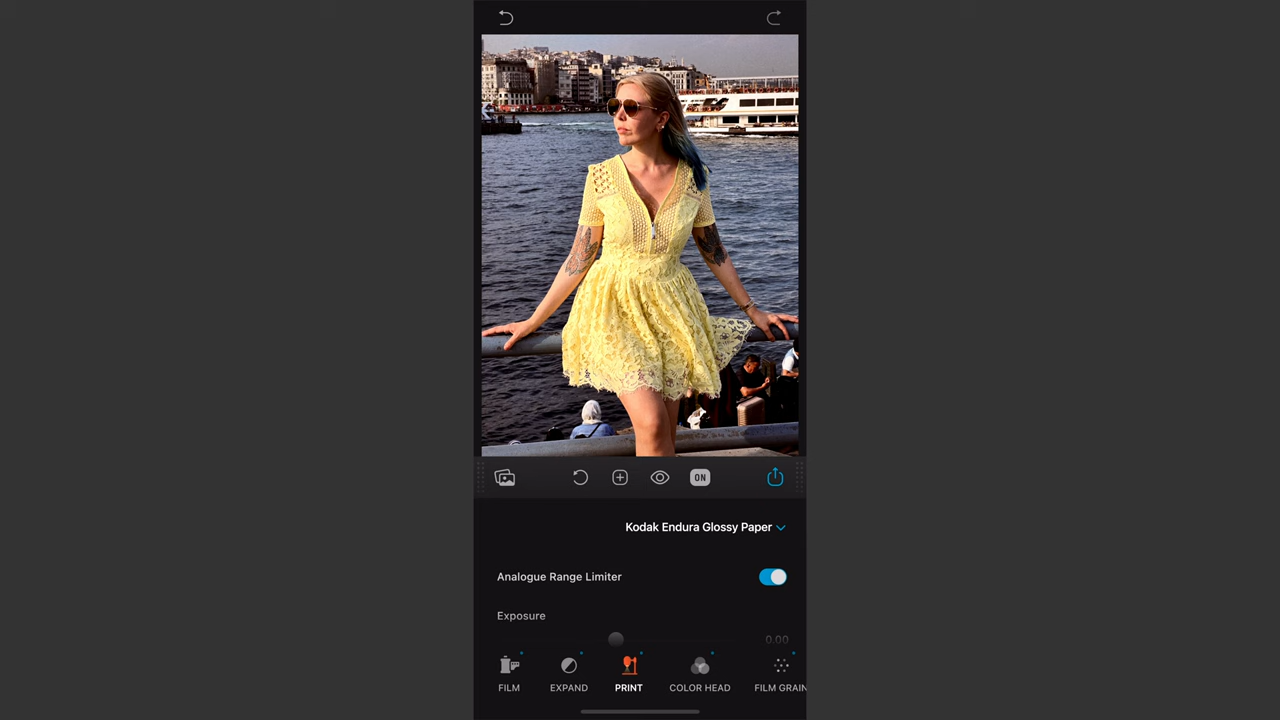 ON
Kodak Endura Glossy Paper
Analogue Range Limiter
Exposure
0.00
FILM
EXPAND
PRINT
COLOR HEAD
FILM GRAIN